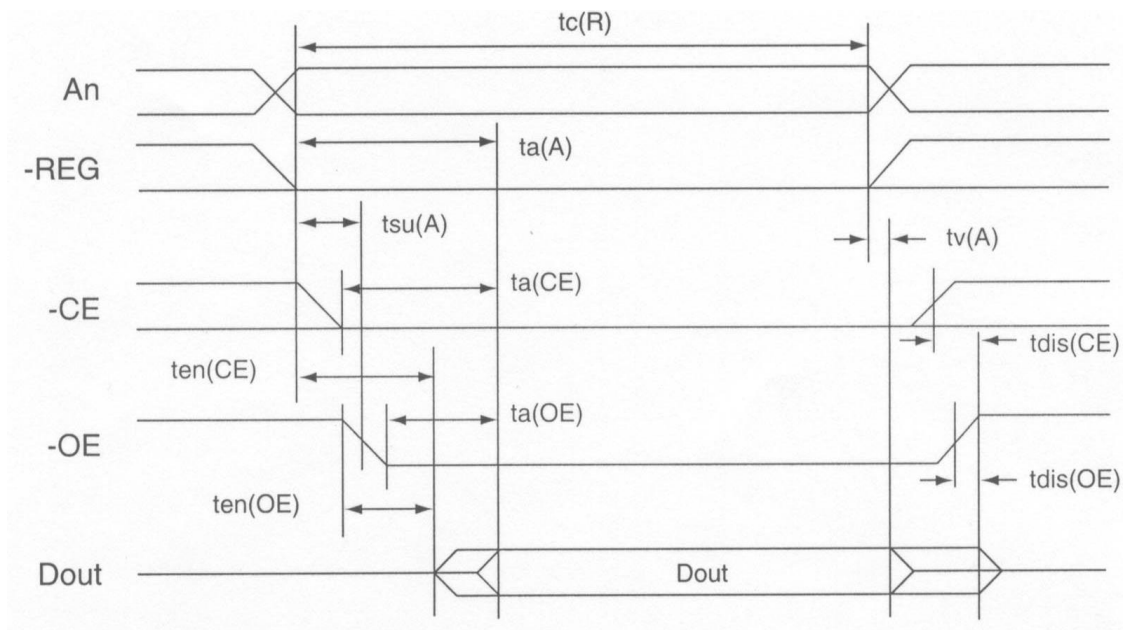 tc(R)
An
ta(A)
-REG
tsu(A)
tv(A)
ta(CE)
-CE
tdis(CE)
ten(CE)
ta(OE)
-OE
tdis(OE)
ten(OE)
Dout
Dout